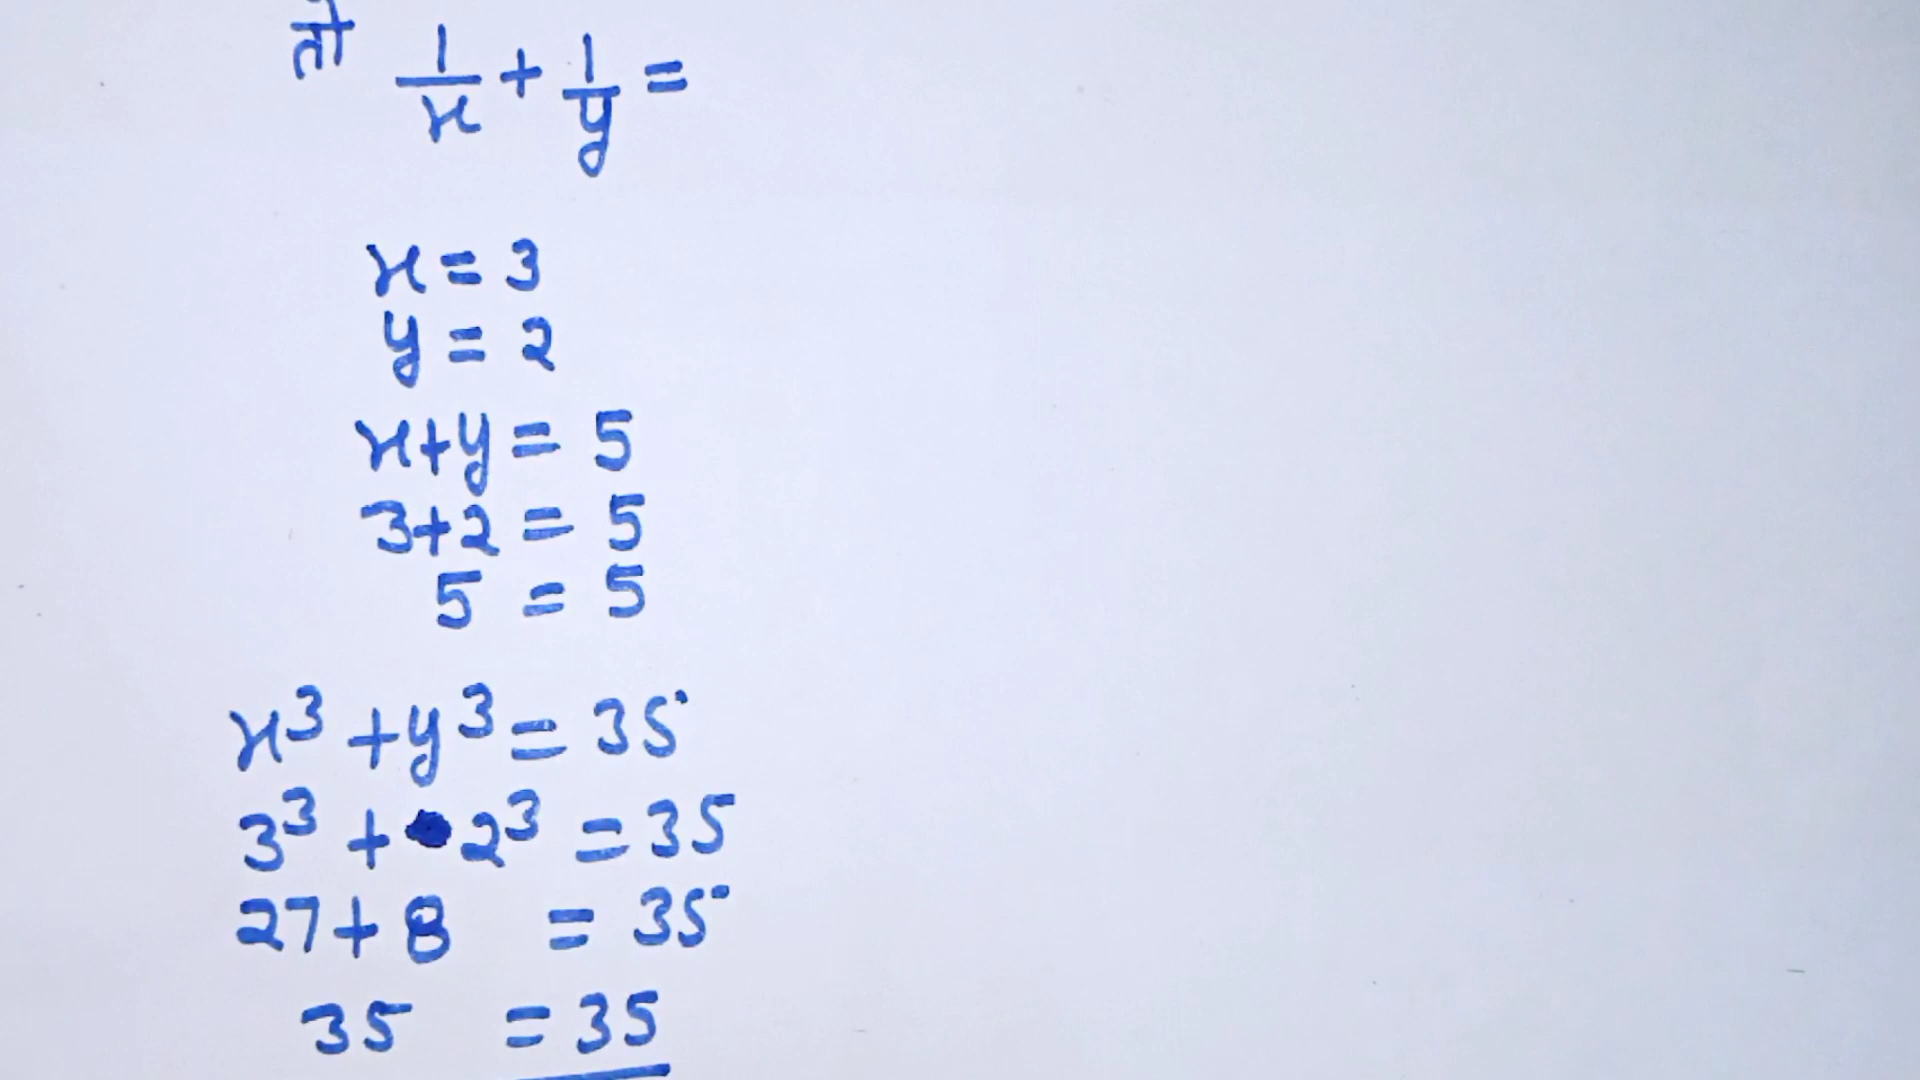 तो 1/x + 1/y =
x = 3
y = 2
x+y = 5
3+2 = 5
5 = 5
x³ + y³ = 35
3³ + 2³ = 35
27 + 8 = 35
35 = 35